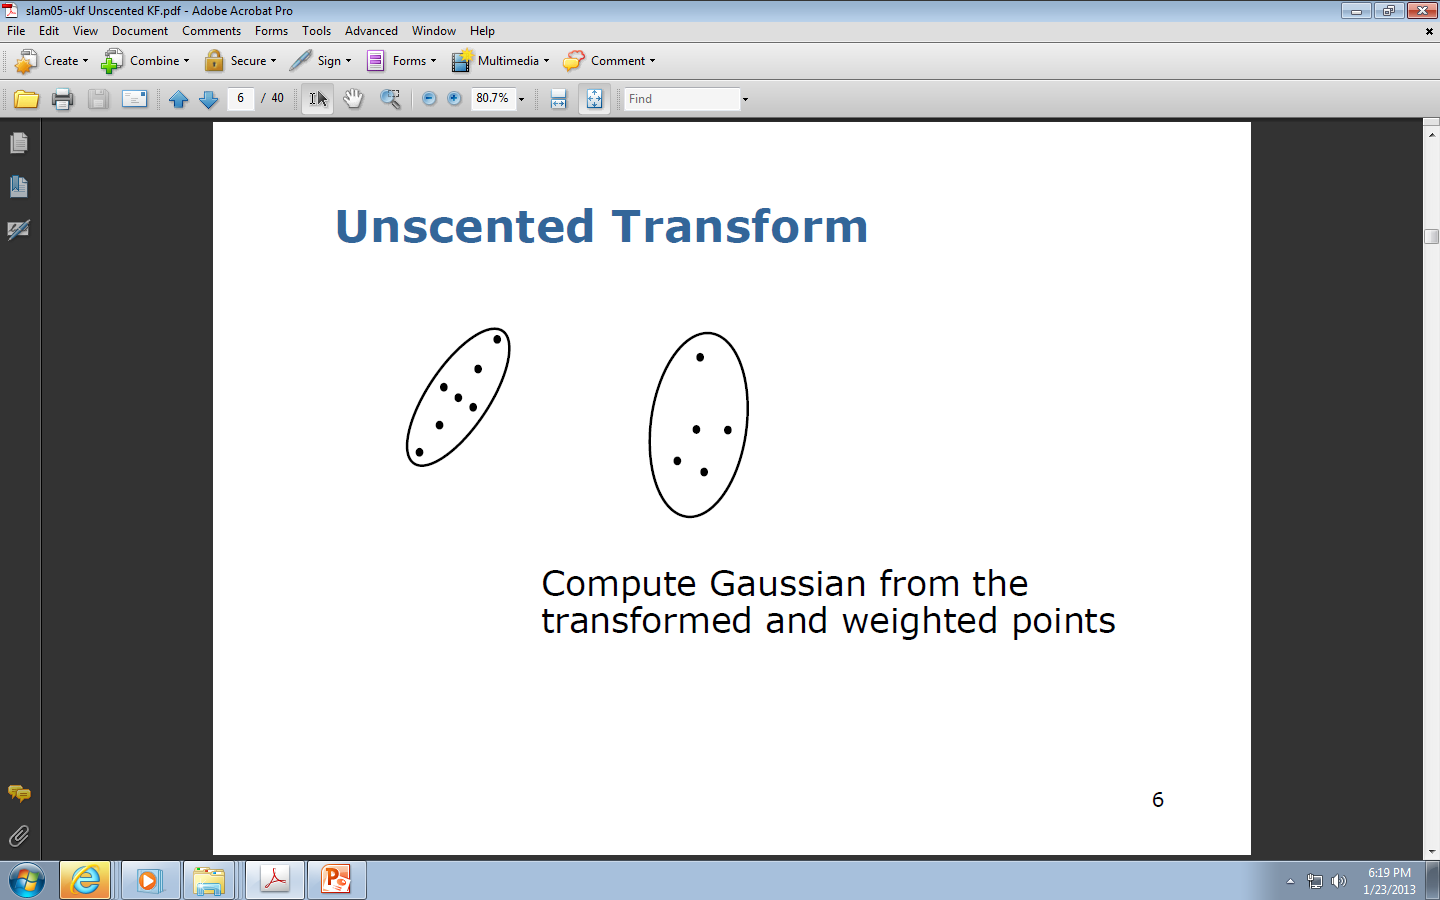 slam05-ukf Unscented KF.pdf - Adobe Acrobat Pro
File Edit View Document Comments Forms Tools Advanced Window Help
Create Combine Secure Sign Forms Multimedia Comment
6 / 40 80.7% Find
Unscented Transform
Compute Gaussian from the
transformed and weighted points
6
6:19 PM
1/23/2013